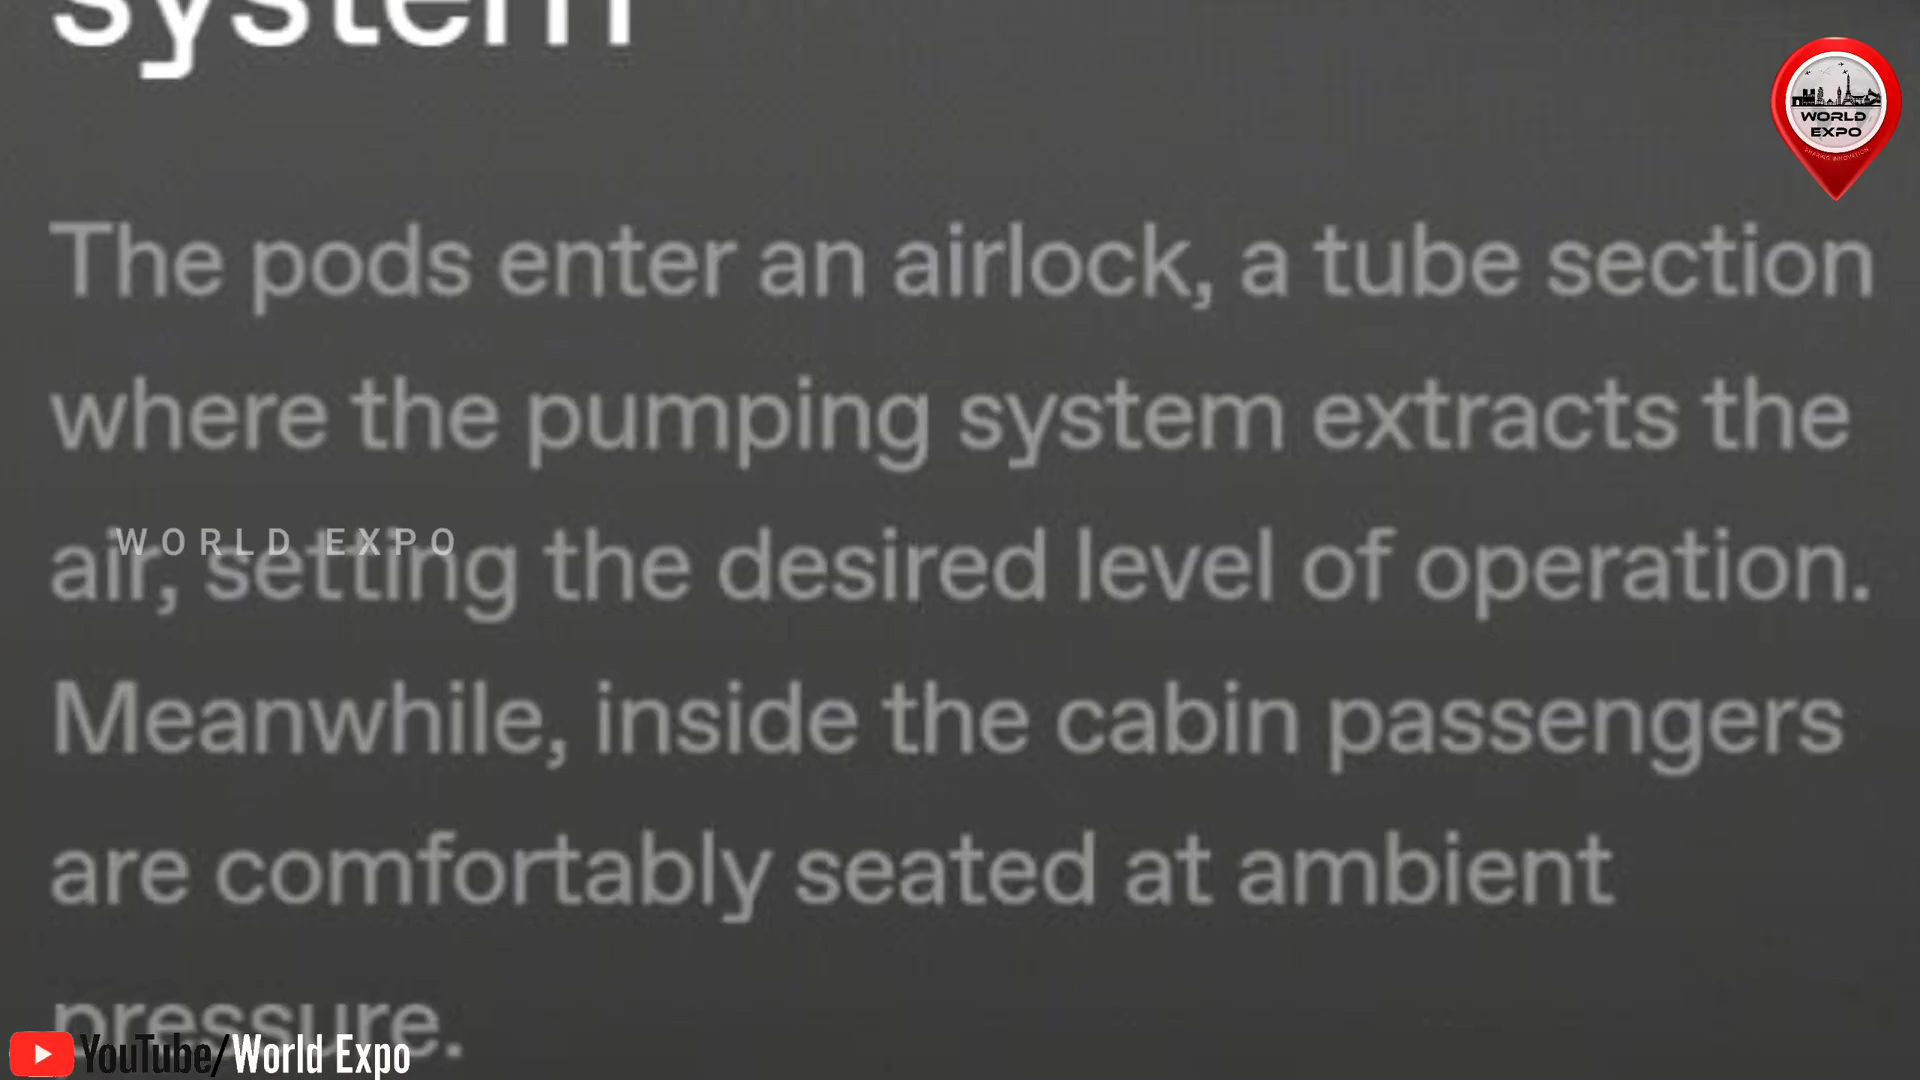 system
WORLD
EXPO
SHARING INNOVATION
The pods enter an airlock, a tube section
where the pumping system extracts the
WORLD EXPO
air, setting the desired level of operation.
Meanwhile, inside the cabin passengers
are comfortably seated at ambient
pressure.
YouTube/World Expo